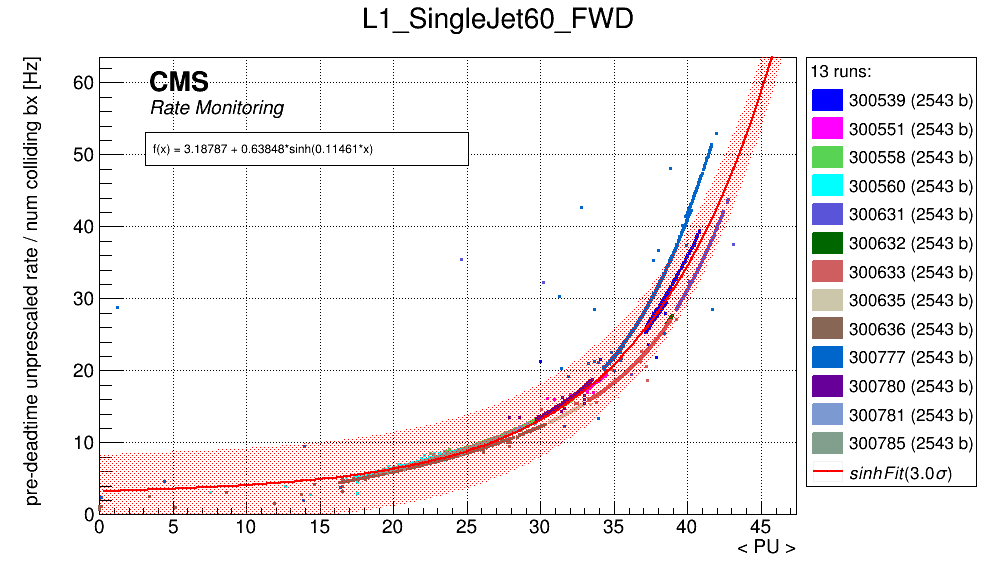 L1_SingleJet60_FWD
pre-deadtime unprescaled rate / num colliding bx [Hz]
CMS
Rate Monitoring
f(x) = 3.18787 + 0.63848*sinh(0.11461*x)
60
50
40
30
20
10
0
0 5 10 15 20 25 30 35 40 45
< PU >
13 runs:
300539 (2543 b)
300551 (2543 b)
300558 (2543 b)
300560 (2543 b)
300631 (2543 b)
300632 (2543 b)
300633 (2543 b)
300635 (2543 b)
300636 (2543 b)
300777 (2543 b)
300780 (2543 b)
300781 (2543 b)
300785 (2543 b)
sinhFit(3.0σ)